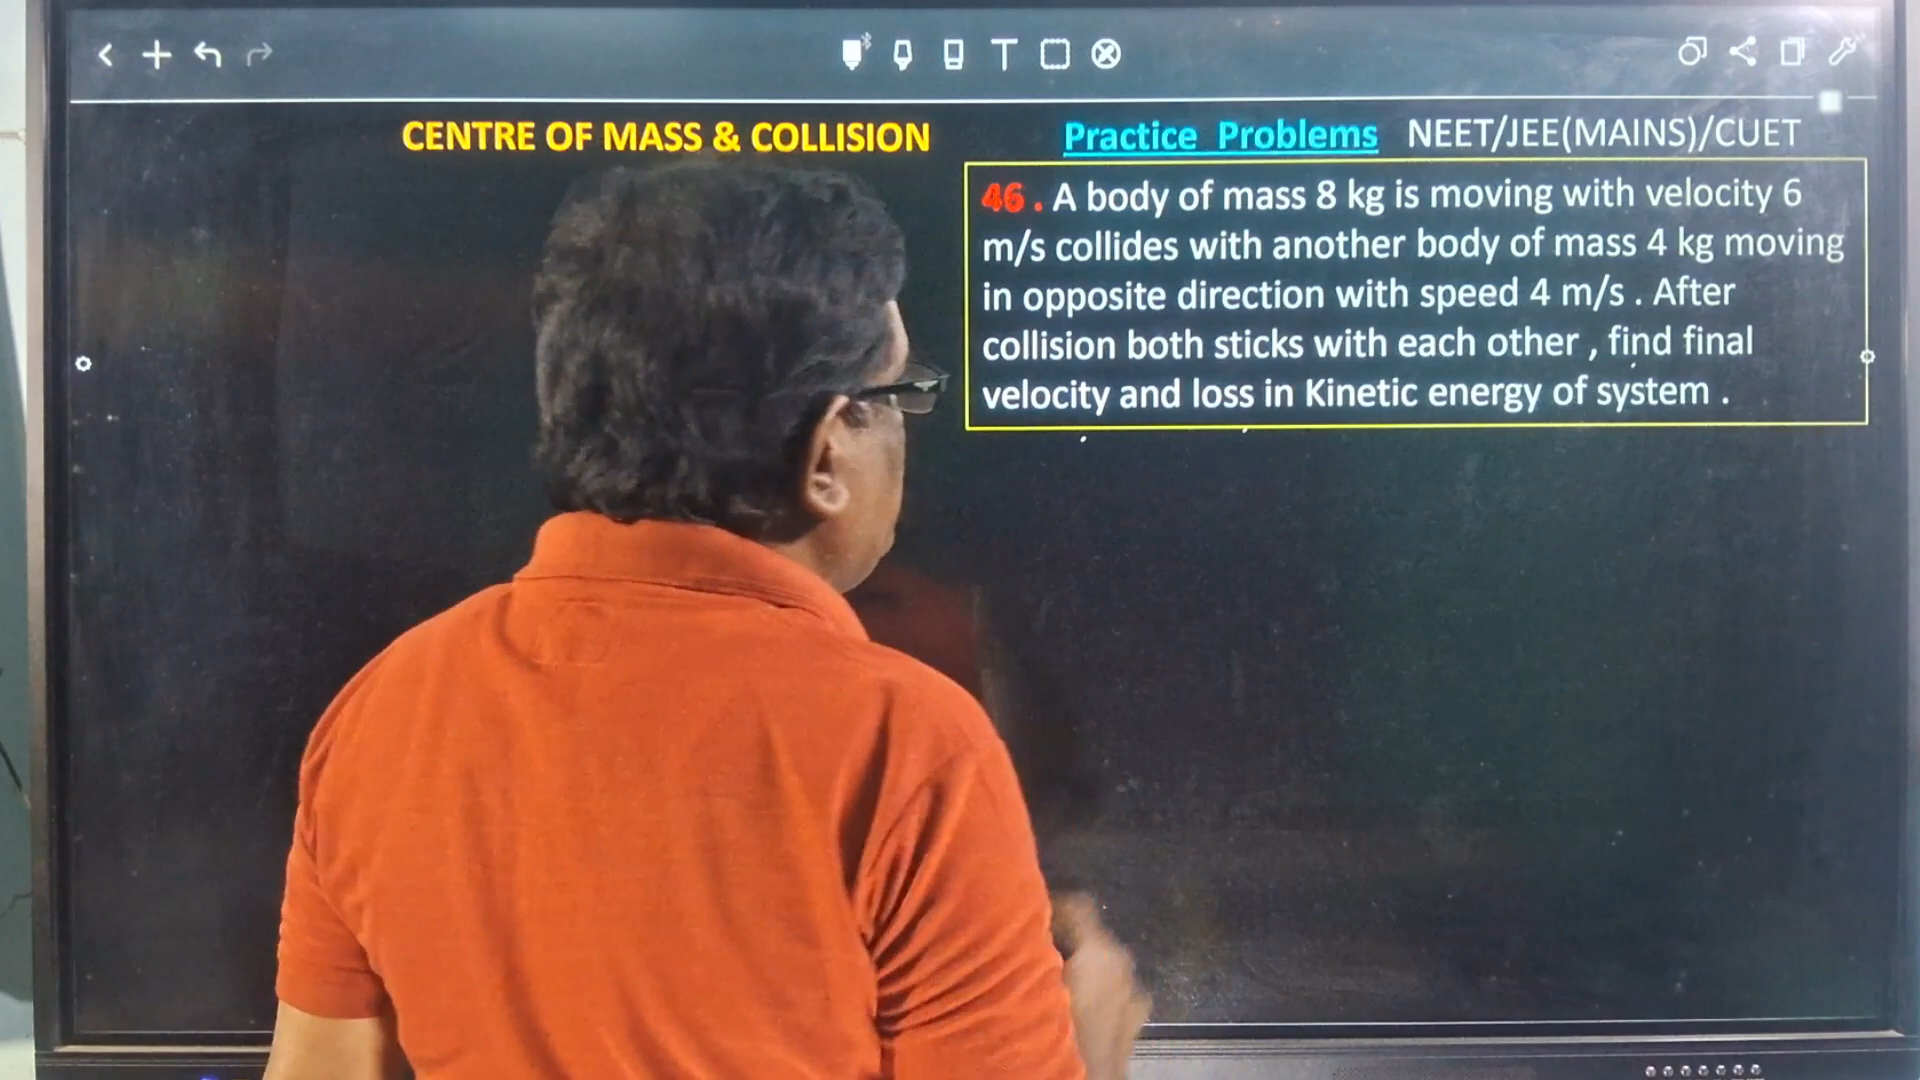 CENTRE OF MASS & COLLISION
Practice Problems NEET/JEE(MAINS)/CUET
46 . A body of mass 8 kg is moving with velocity 6
m/s collides with another body of mass 4 kg moving
in opposite direction with speed 4 m/s . After
collision both sticks with each other , find final
velocity and loss in Kinetic energy of system .